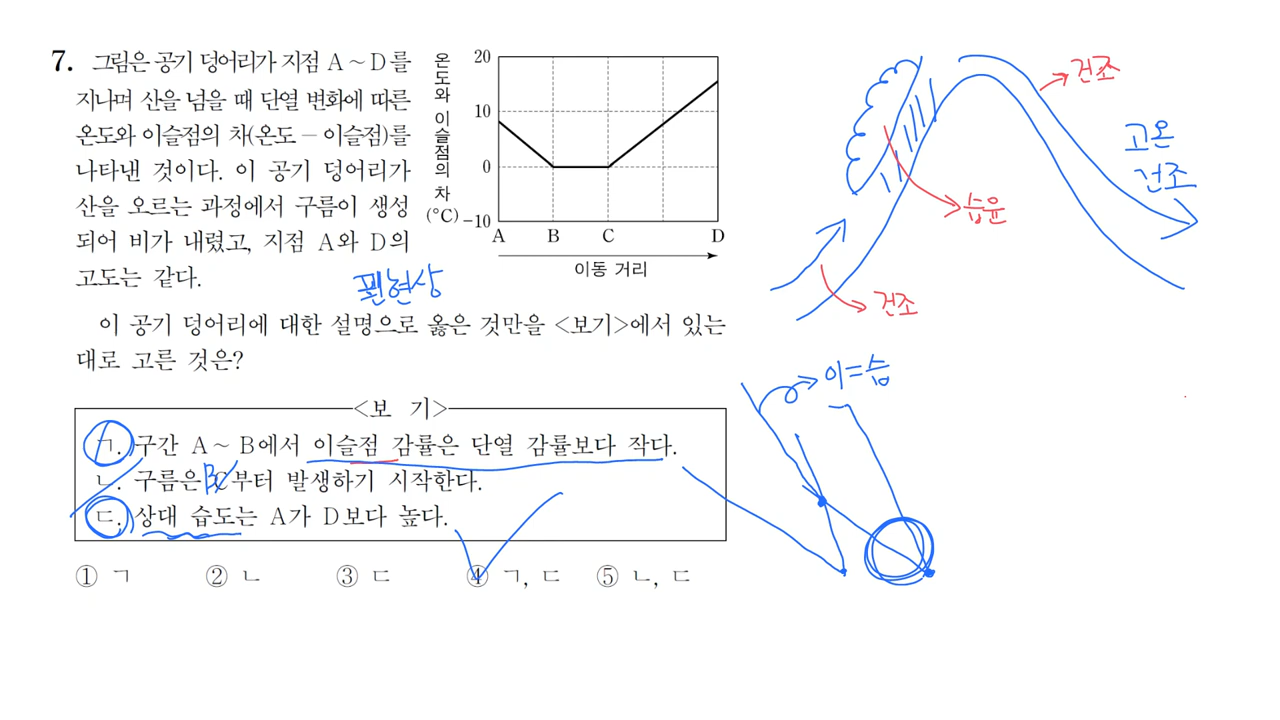 7. 그림은 공기 덩어리가 지점 A∼D를
지나며 산을 넘을 때 단열 변화에 따른
온도와 이슬점의 차(온도－이슬점)를
나타낸 것이다. 이 공기 덩어리가
산을 오르는 과정에서 구름이 생성
되어 비가 내렸고, 지점 A와 D의
고도는 같다.
푄현상
온도와 이슬점의 차 (℃)
20
10
0
-10
A B C D
이동 거리
이 공기 덩어리에 대한 설명으로 옳은 것만을 <보기>에서 있는
대로 고른 것은?
<보 기>
ㄱ. 구간 A∼B에서 이슬점 감률은 단열 감률보다 작다.
ㄴ. 구름은 B부터 발생하기 시작한다.
ㄷ. 상대 습도는 A가 D보다 높다.
① ㄱ ② ㄴ ③ ㄷ ④ ㄱ, ㄷ ⑤ ㄴ, ㄷ
건조
고온
건조
습윤
건조
이=습